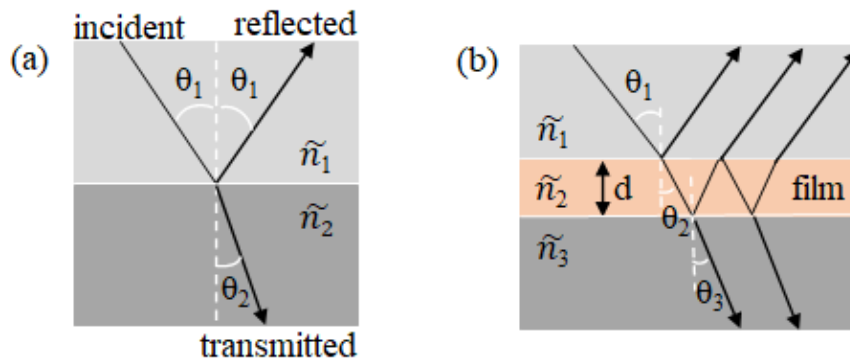 (a)
incident
reflected
θ₁
θ₁
ñ₁
ñ₂
θ₂
transmitted
(b)
θ₁
ñ₁
ñ₂
d
film
θ₂
ñ₃
θ₃